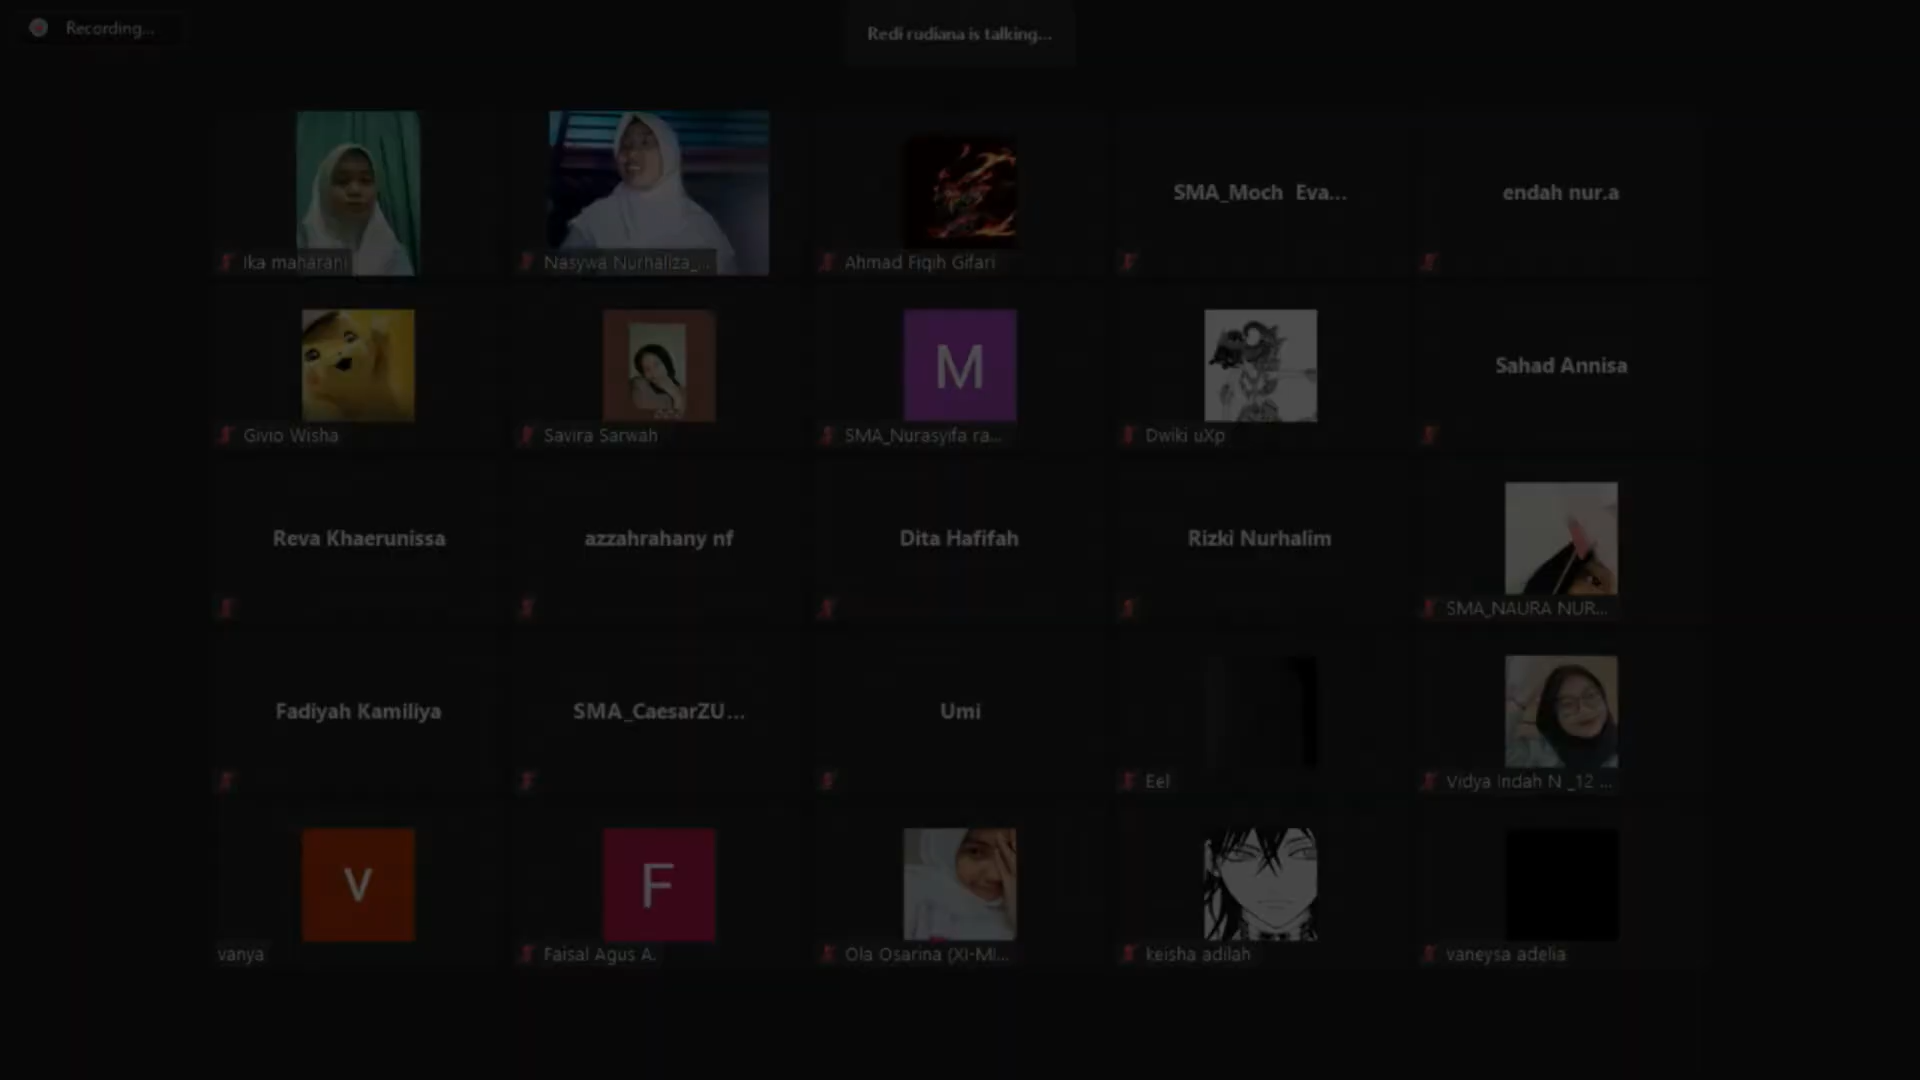 Recording...
Redi rudiana is talking...
Ika maharani
Nasywa Nurhaliza_...
Ahmad Fiqih Gifari
SMA_Moch Eva...
endah nur.a
Givio Wisha
Savira Sarwah
M
SMA_Nurasyifa ra...
Dwiki uXp
Sahad Annisa
Reva Khaerunissa
azzahrahany nf
Dita Hafifah
Rizki Nurhalim
SMA_NAURA NUR...
Fadiyah Kamiliya
SMA_CaesarZU...
Umi
Eel
Vidya Indah N _12 ...
v
vanya
F
Faisal Agus A.
Ola Osarina (XI-MI...
keisha adilah
vaneysa adelia